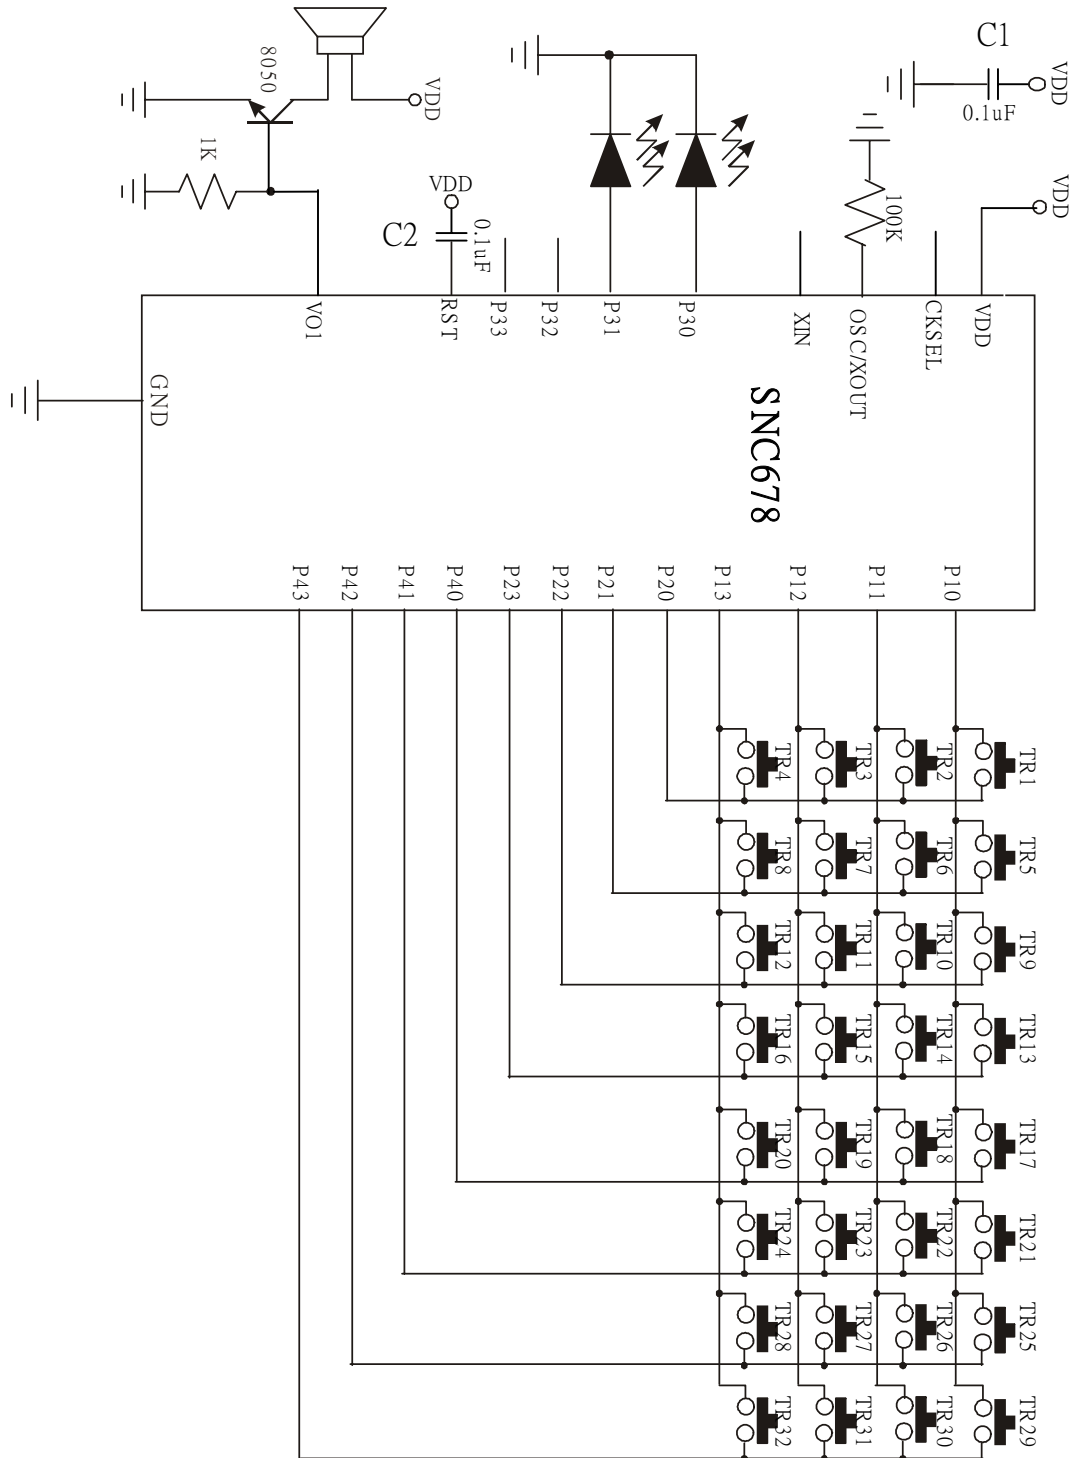 C1
VDD
0.1uF
8050
VDD
1K
VDD
C2
0.1uF
100K
VDD
VO1
RST
P33
P32
P31
P30
XIN
OSC/XOUT
CKSEL
VDD
GND
SNC678
P43
P42
P41
P40
P23
P22
P21
P20
P13
P12
P11
P10
TR4
TR3
TR2
TR1
TR8
TR7
TR6
TR5
TR12
TR11
TR10
TR9
TR16
TR15
TR14
TR13
TR20
TR19
TR18
TR17
TR24
TR23
TR22
TR21
TR28
TR27
TR26
TR25
TR32
TR31
TR30
TR29